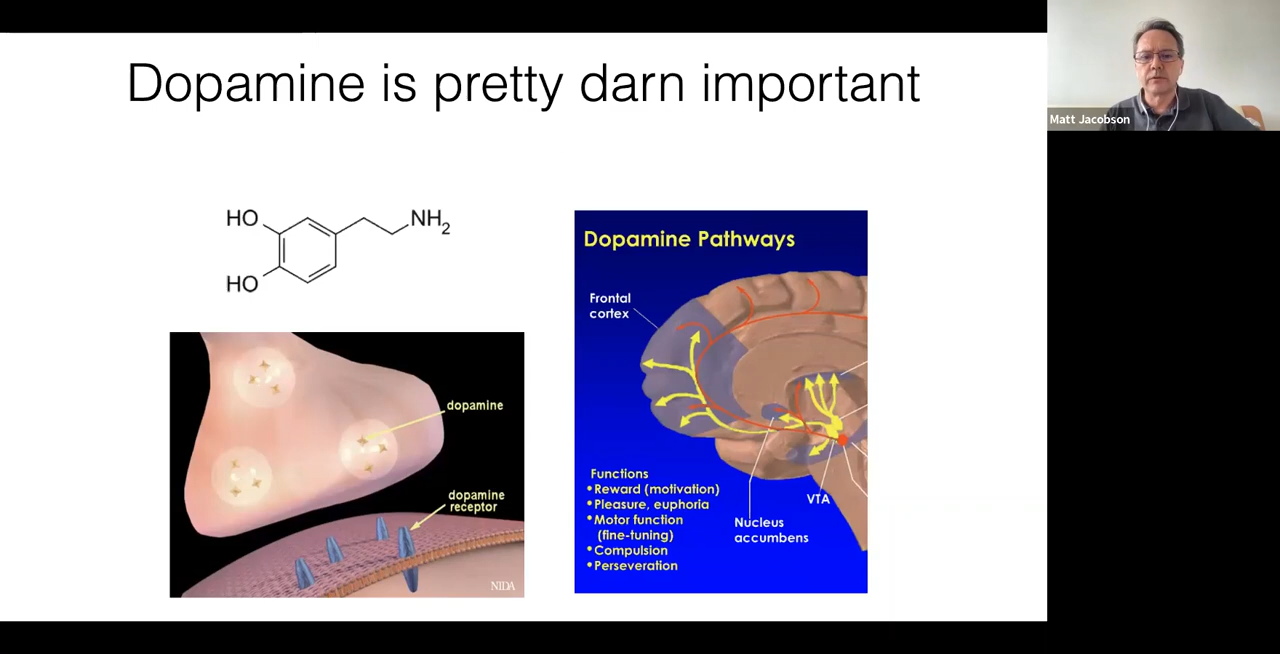 Dopamine is pretty darn important
Matt Jacobson
HO
NH2
HO
dopamine
dopamine
receptor
NIDA
Dopamine Pathways
Frontal
cortex
Functions
•Reward (motivation)
•Pleasure, euphoria
•Motor function
(fine-tuning)
•Compulsion
•Perseveration
VTA
Nucleus
accumbens